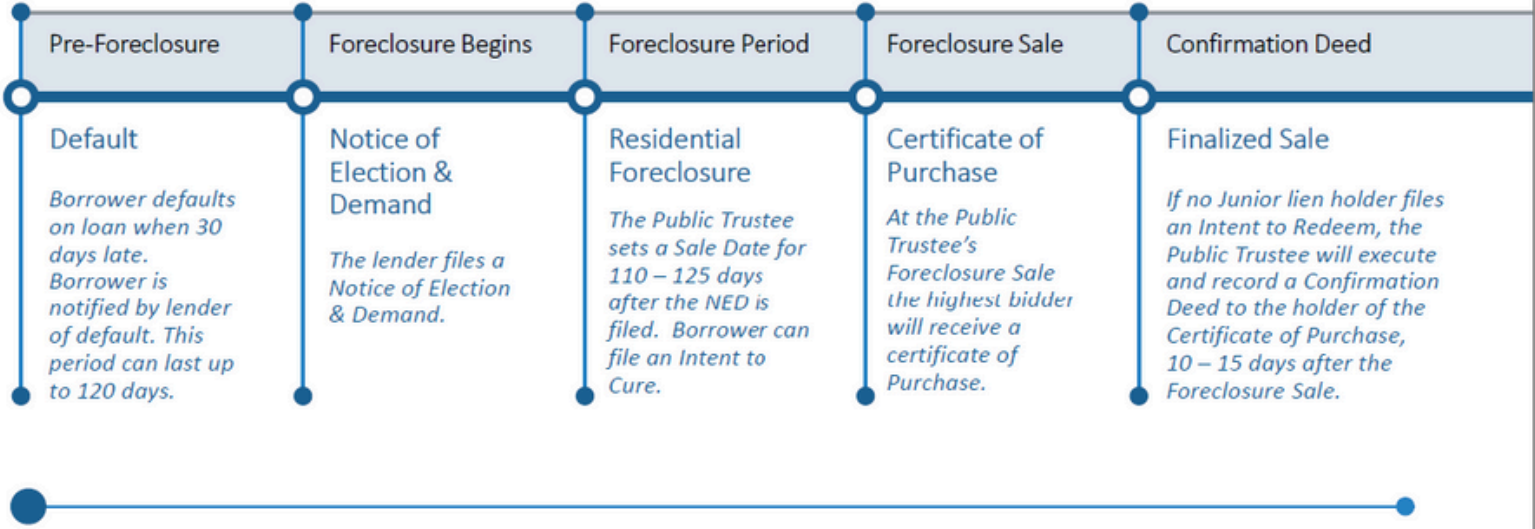 Pre-Foreclosure
Foreclosure Begins
Foreclosure Period
Foreclosure Sale
Confirmation Deed
Default
Borrower defaults
on loan when 30
days late.
Borrower is
notified by lender
of default. This
period can last up
to 120 days.
Notice of
Election &
Demand
The lender files a
Notice of Election
& Demand.
Residential
Foreclosure
The Public Trustee
sets a Sale Date for
110 – 125 days
after the NED is
filed.  Borrower can
file an Intent to
Cure.
Certificate of
Purchase
At the Public
Trustee's
Foreclosure Sale
the highest bidder
will receive a
certificate of
Purchase.
Finalized Sale
If no Junior lien holder files
an Intent to Redeem, the
Public Trustee will execute
and record a Confirmation
Deed to the holder of the
Certificate of Purchase,
10 – 15 days after the
Foreclosure Sale.